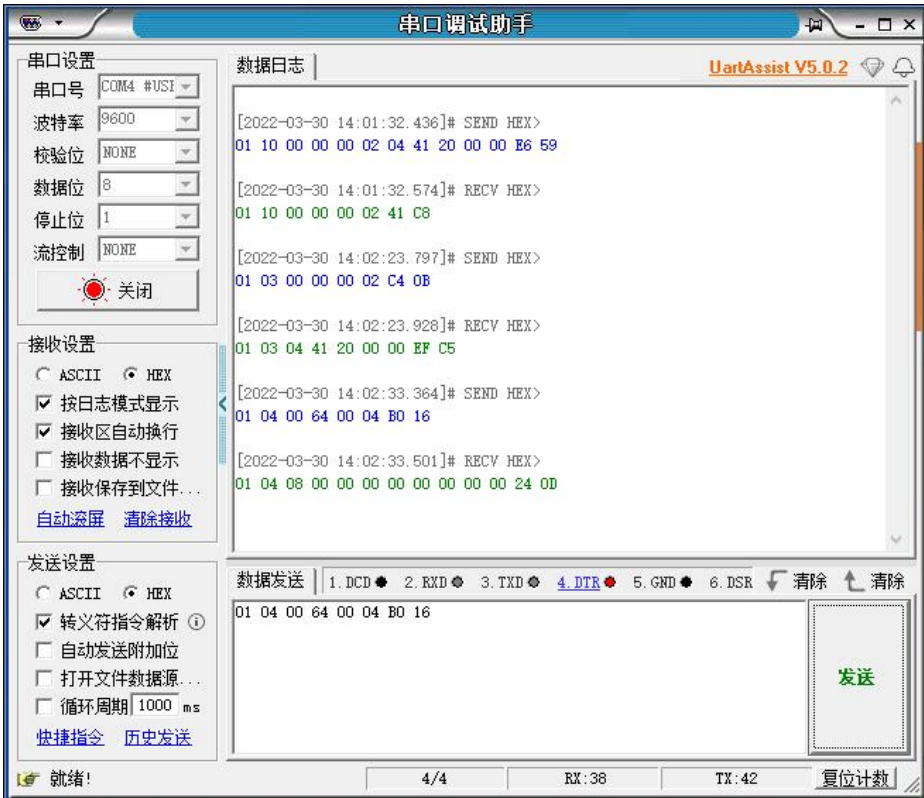 串口调试助手
串口设置
串口号 COM4 #USI
波特率 9600
校验位 NONE
数据位 8
停止位 1
流控制 NONE
关闭
接收设置
ASCII HEX
按日志模式显示
接收区自动换行
接收数据不显示
接收保存到文件...
自动滚屏 清除接收
发送设置
ASCII HEX
转义符指令解析
自动发送附加位
打开文件数据源...
循环周期 1000 ms
快捷指令 历史发送
数据日志 UartAssist V5.0.2
[2022-03-30 14:01:32.436]# SEND HEX>
01 10 00 00 00 02 04 41 20 00 00 E6 59
[2022-03-30 14:01:32.574]# RECV HEX>
01 10 00 00 00 02 41 C8
[2022-03-30 14:02:23.797]# SEND HEX>
01 03 00 00 00 02 C4 0B
[2022-03-30 14:02:23.928]# RECV HEX>
01 03 04 41 20 00 00 EF C5
[2022-03-30 14:02:33.364]# SEND HEX>
01 04 00 64 00 04 B0 16
[2022-03-30 14:02:33.501]# RECV HEX>
01 04 08 00 00 00 00 00 00 00 00 24 0D
数据发送 1.DCD 2.RXD 3.TXD 4.DTR 5.GND 6.DSR 清除 清除
01 04 00 64 00 04 B0 16
发送
就绪! 4/4 RX:38 TX:42 复位计数